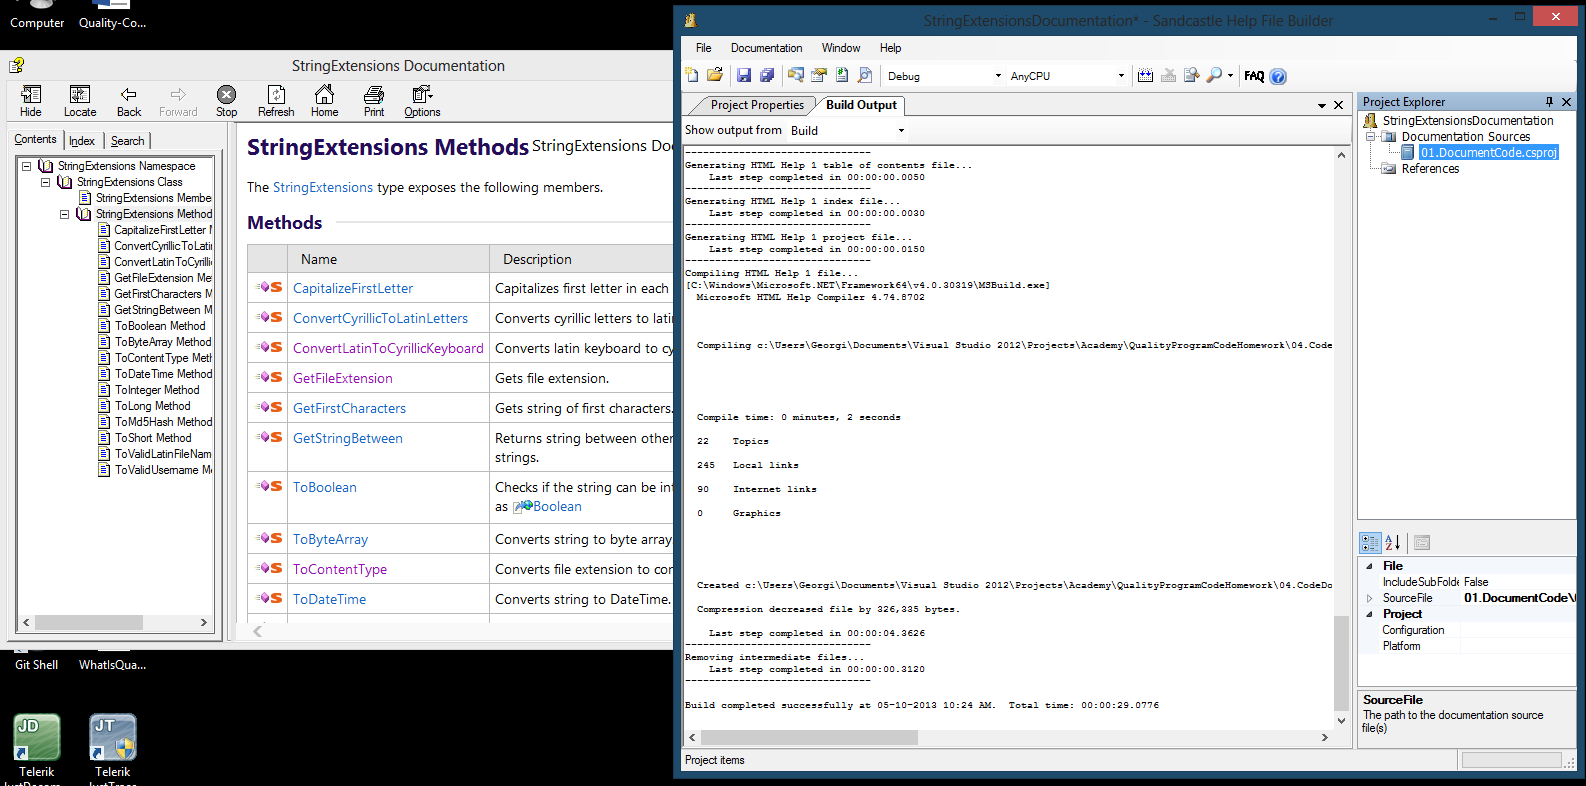 Computer
Quality-Co...
StringExtensions Documentation
Hide
Locate
Back
Forward
Stop
Refresh
Home
Print
Options
Contents
Index
Search
StringExtensions Namespace
StringExtensions Class
StringExtensions Membe
StringExtensions Method
CapitalizeFirstLetter
ConvertCyrillicToLatin
ConvertLatinToCyrillic
GetFileExtension Me
GetFirstCharacters M
GetStringBetween M
ToBoolean Method
ToByteArray Method
ToContentType Meth
ToDateTime Method
ToInteger Method
ToLong Method
ToMd5Hash Method
ToShort Method
ToValidLatinFileNam
ToValidUsername Me
StringExtensions Methods
StringExtensions Do
The StringExtensions type exposes the following members.
Methods
Name
Description
CapitalizeFirstLetter
Capitalizes first letter in each
ConvertCyrillicToLatinLetters
Converts cyrillic letters to lati
ConvertLatinToCyrillicKeyboard
Converts latin keyboard to cy
GetFileExtension
Gets file extension.
GetFirstCharacters
Gets string of first characters.
GetStringBetween
Returns string between other
strings.
ToBoolean
Checks if the string can be in
as Boolean
ToByteArray
Converts string to byte array
ToContentType
Converts file extension to con
ToDateTime
Converts string to DateTime.
Git Shell
WhatIsQua...
JD
Telerik
JustDecom
JT
Telerik
JustTrace
StringExtensionsDocumentation* - Sandcastle Help File Builder
File
Documentation
Window
Help
Debug
AnyCPU
FAQ
Project Properties
Build Output
Show output from
Build
-------------------------------
Generating HTML Help 1 table of contents file...
Last step completed in 00:00:00.0050
-------------------------------
Generating HTML Help 1 index file...
Last step completed in 00:00:00.0030
-------------------------------
Generating HTML Help 1 project file...
Last step completed in 00:00:00.0150
-------------------------------
Compiling HTML Help 1 file...
[C:\Windows\Microsoft.NET\Framework64\v4.0.30319\MSBuild.exe]
Microsoft HTML Help Compiler 4.74.8702
Compiling c:\Users\Georgi\Documents\Visual Studio 2012\Projects\Academy\QualityProgramCodeHomework\04.Code
Compile time: 0 minutes, 2 seconds
22 Topics
245 Local links
90 Internet links
0 Graphics
Created c:\Users\Georgi\Documents\Visual Studio 2012\Projects\Academy\QualityProgramCodeHomework\04.CodeDo
Compression decreased file by 326,335 bytes.
Last step completed in 00:00:04.3626
-------------------------------
Removing intermediate files...
Last step completed in 00:00:00.3120
-------------------------------
Build completed successfully at 05-10-2013 10:24 AM. Total time: 00:00:29.0776
Project items
Project Explorer
StringExtensionsDocumentation
Documentation Sources
01.DocumentCode.csproj
References
File
IncludeSubFolde
False
SourceFile
01.DocumentCode\
Project
Configuration
Platform
SourceFile
The path to the documentation source
file(s)